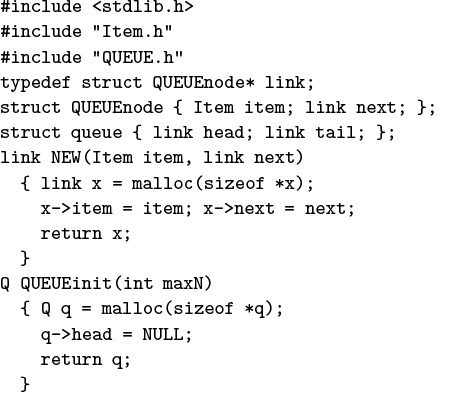 #include <stdlib.h>
#include "Item.h"
#include "QUEUE.h"
typedef struct QUEUEnode* link;
struct QUEUEnode { Item item; link next; };
struct queue { link head; link tail; };
link NEW(Item item, link next)
  { link x = malloc(sizeof *x);
    x->item = item; x->next = next;
    return x;
  }
Q QUEUEinit(int maxN)
  { Q q = malloc(sizeof *q);
    q->head = NULL;
    return q;
  }